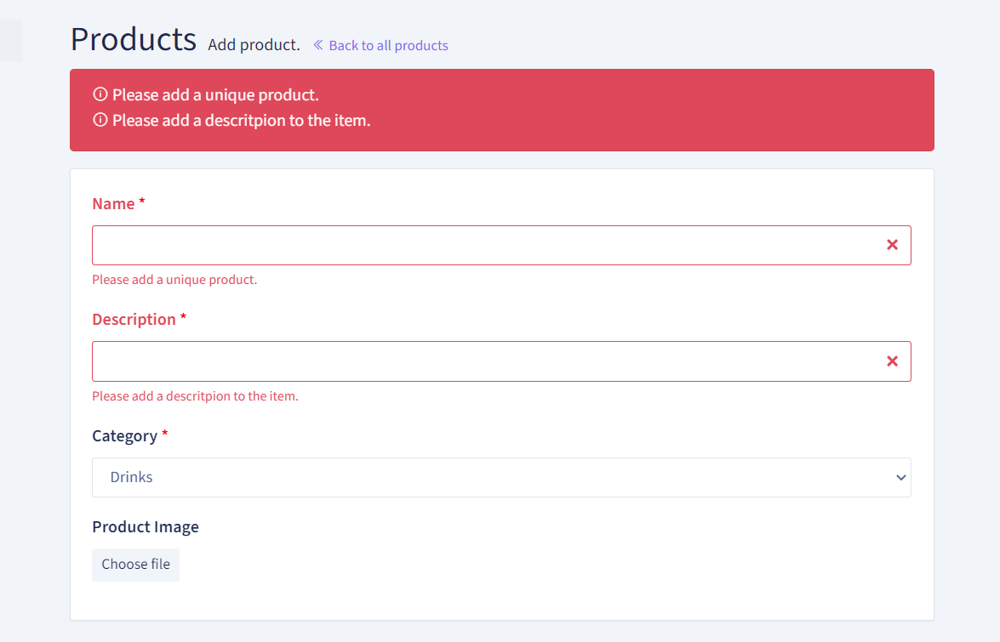 Products Add product. « Back to all products
Please add a unique product.
Please add a descritpion to the item.
Name *
Please add a unique product.
Description *
Please add a descritpion to the item.
Category *
Drinks
Product Image
Choose file